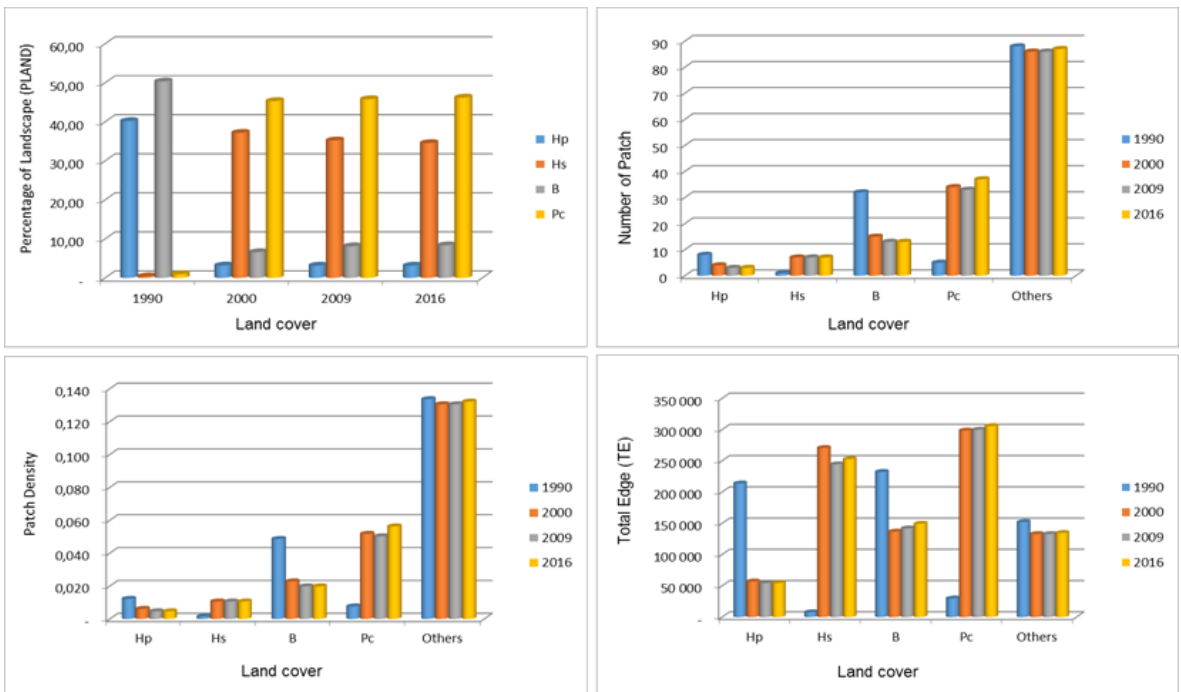 Percentage of Landscape (PLAND)
60,00
50,00
40,00
30,00
20,00
10,00
-
1990 2000 2009 2016
Land cover
Hp
Hs
B
Pc
Number of Patch
90
80
70
60
50
40
30
20
10
0
Hp Hs B Pc Others
Land cover
1990
2000
2009
2016
Patch Density
0,140
0,120
0,100
0,080
0,060
0,040
0,020
-
Hp Hs B Pc Others
Land cover
1990
2000
2009
2016
Total Edge (TE)
350 000
300 000
250 000
200 000
150 000
100 000
50 000
-
Hp Hs B Pc Others
Land cover
1990
2000
2009
2016